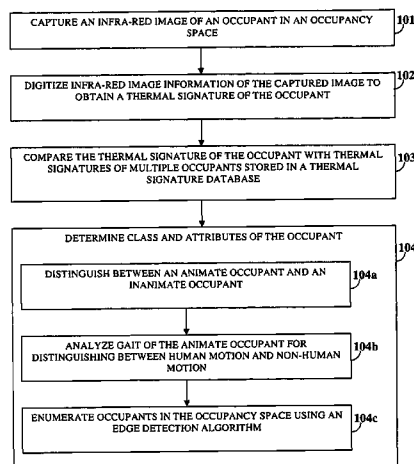 CAPTURE AN INFRA-RED IMAGE OF AN OCCUPANT IN AN OCCUPANCY
SPACE
101
DIGITIZE INFRA-RED IMAGE INFORMATION OF THE CAPTURED IMAGE TO
OBTAIN A THERMAL SIGNATURE OF THE OCCUPANT
102
COMPARE THE THERMAL SIGNATURE OF THE OCCUPANT WITH THERMAL
SIGNATURES OF MULTIPLE OCCUPANTS STORED IN A THERMAL
SIGNATURE DATABASE
103
DETERMINE CLASS AND ATTRIBUTES OF THE OCCUPANT
104
DISTINGUISH BETWEEN AN ANIMATE OCCUPANT AND AN
INANIMATE OCCUPANT
104a
ANALYZE GAIT OF THE ANIMATE OCCUPANT FOR
DISTINGUISHING BETWEEN HUMAN MOTION AND NON-HUMAN
MOTION
104b
ENUMERATE OCCUPANTS IN THE OCCUPANCY SPACE USING AN
EDGE DETECTION ALGORITHM
104c